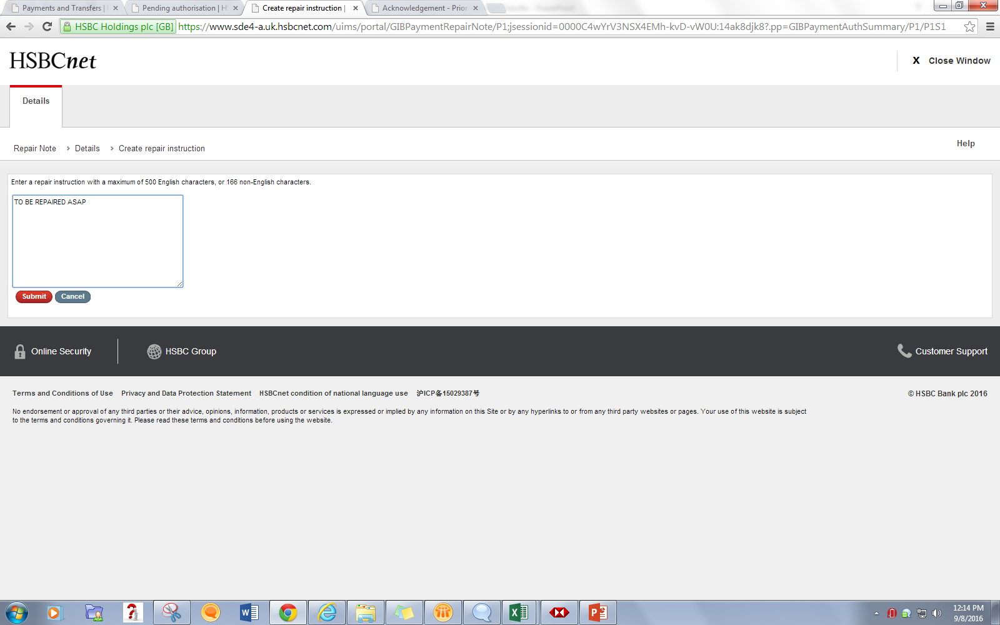 Payments and Transfers |
Pending authorisation | H
Create repair instruction |
Acknowledgement - Prior
HSBC Holdings plc [GB]
https://www.sde4-a.uk.hsbcnet.com/uims/portal/GIBPaymentRepairNote/P1;jsessionid=0000C4wYrV3NSX4EMh-kvD-vW0U:14ak8djk8?.pp=GIBPaymentAuthSummary/P1/P1S1
HSBCnet
X Close Window
Details
Repair Note › Details › Create repair instruction
Help
Enter a repair instruction with a maximum of 500 English characters, or 166 non-English characters.
TO BE REPAIRED ASAP
Submit Cancel
Online Security
HSBC Group
Customer Support
Terms and Conditions of Use Privacy and Data Protection Statement HSBCnet condition of national language use 沪ICP备15029387号
© HSBC Bank plc 2016
No endorsement or approval of any third parties or their advice, opinions, information, products or services is expressed or implied by any information on this Site or by any hyperlinks to or from any third party websites or pages. Your use of this website is subject
to the terms and conditions governing it. Please read these terms and conditions before using the website.
12:14 PM
9/8/2016